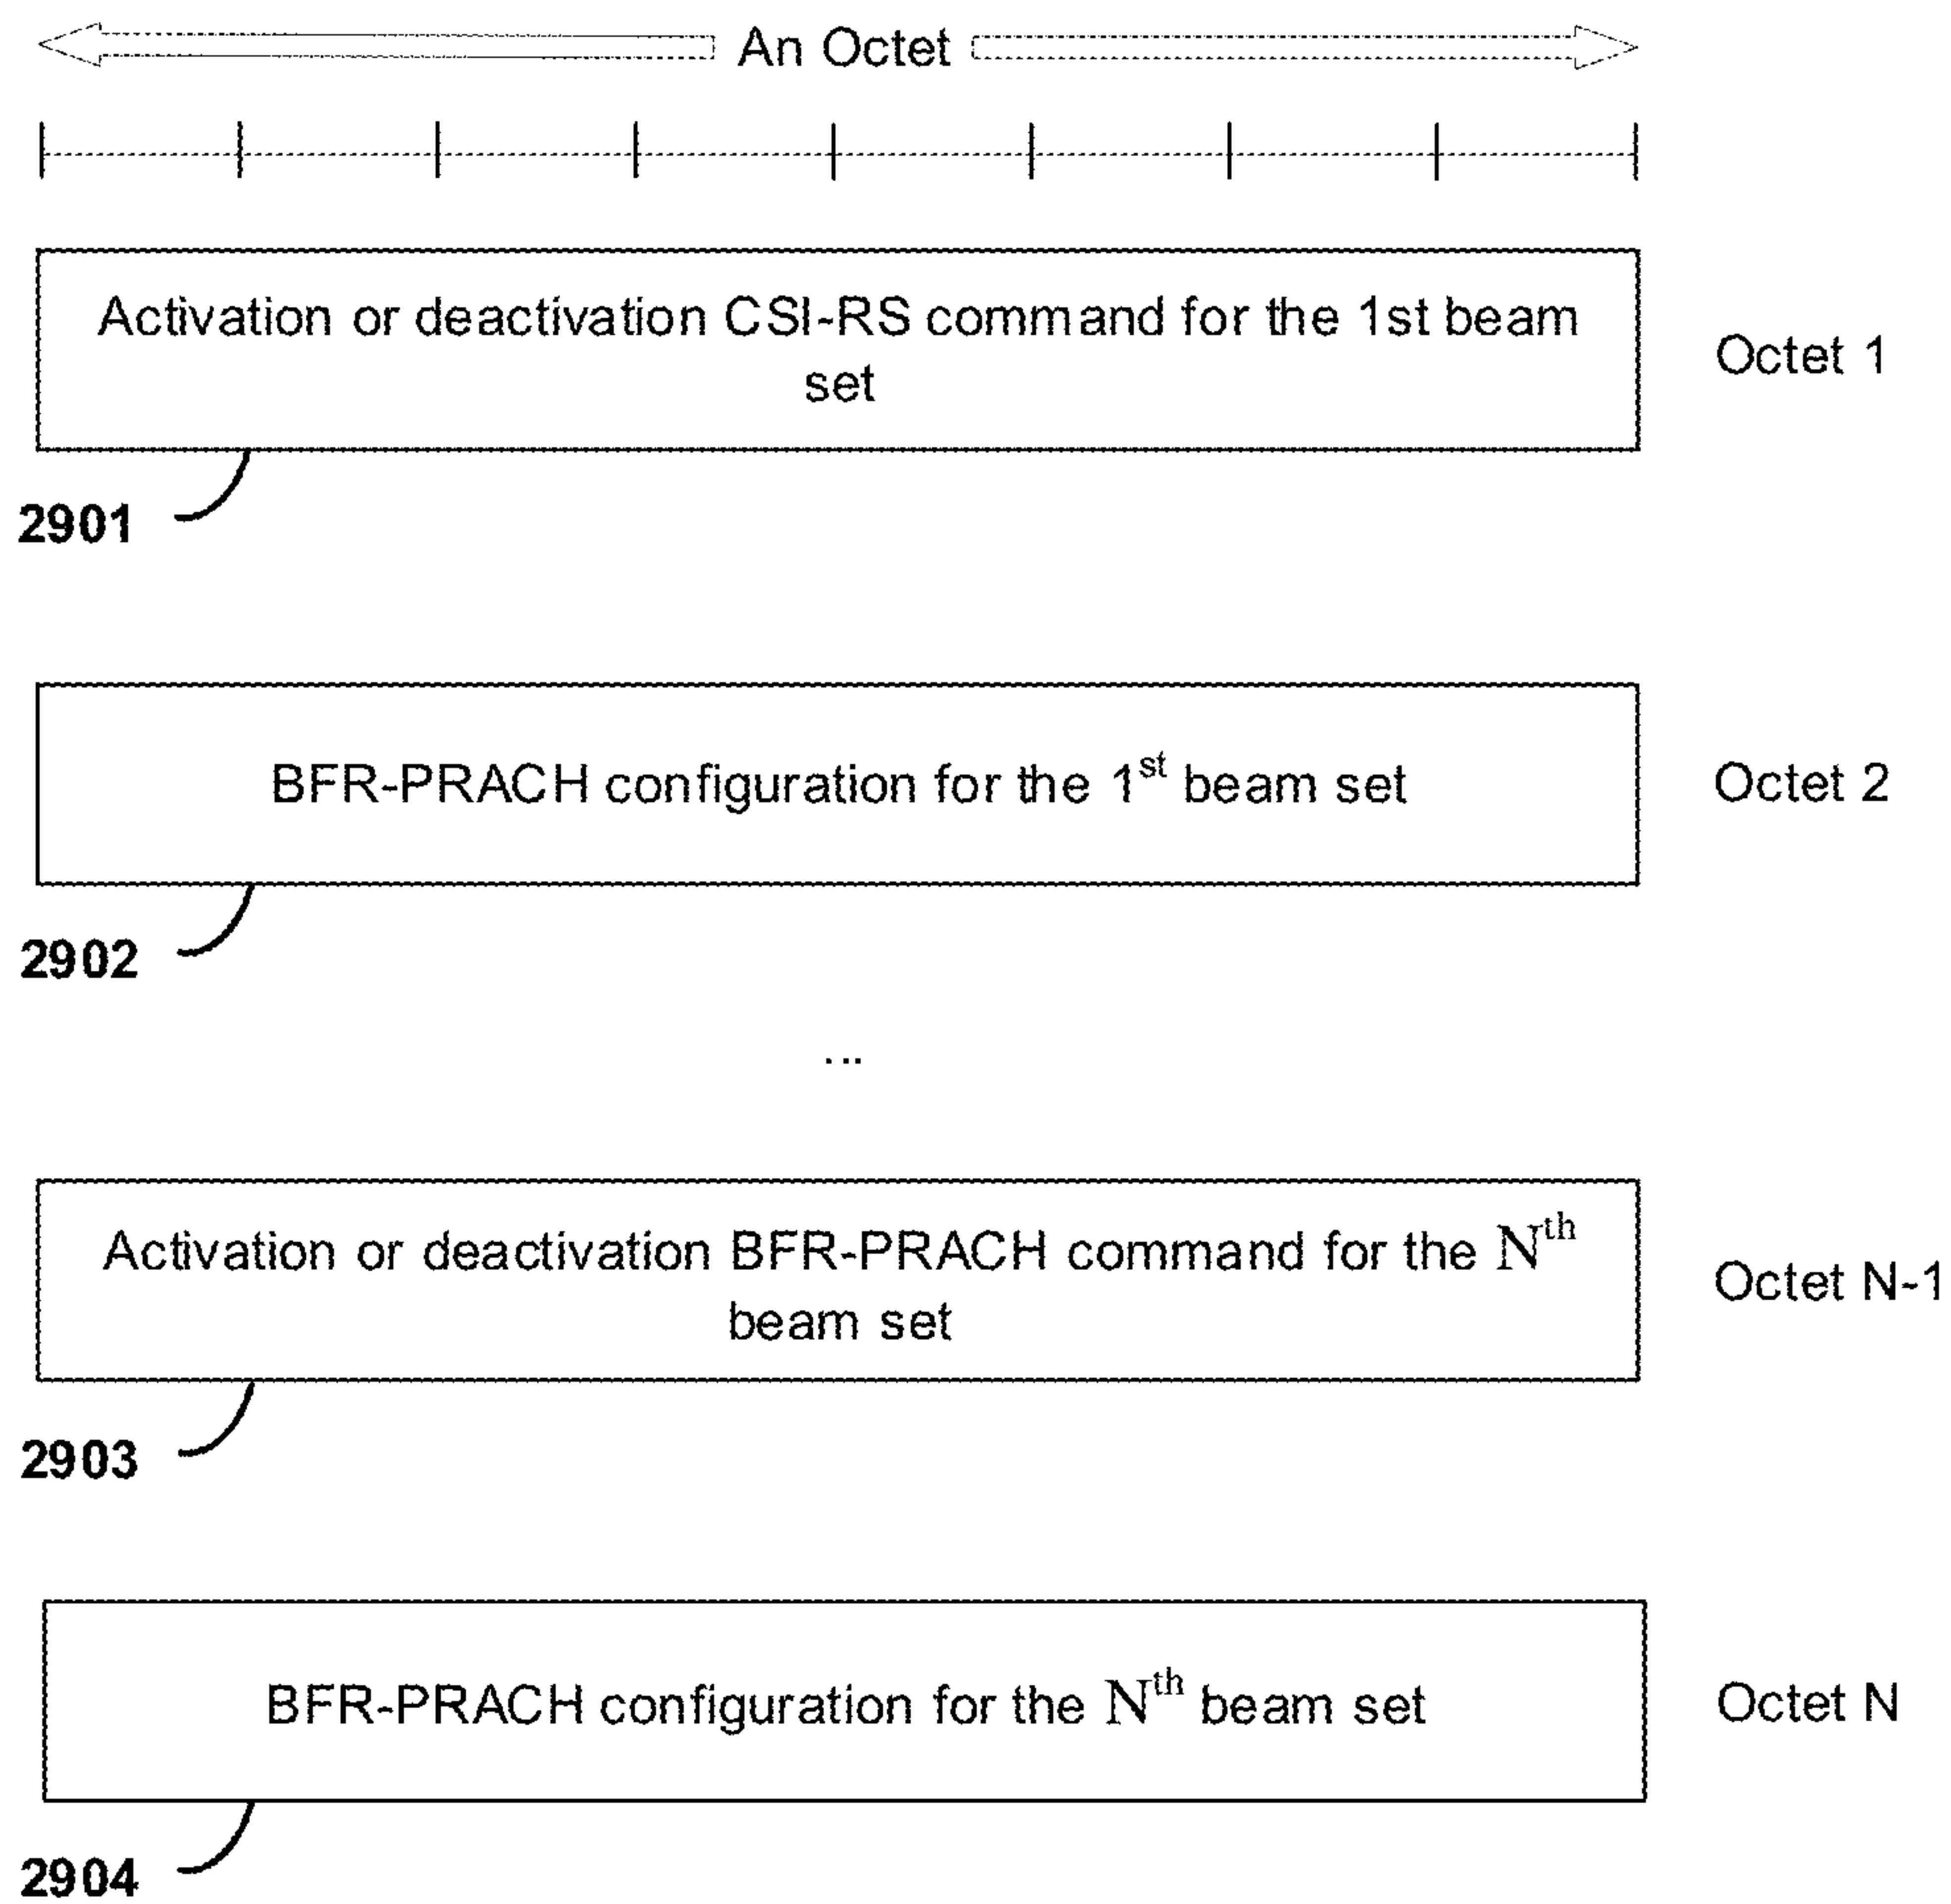 An Octet
Activation or deactivation CSI-RS command for the 1st beam
set
Octet 1
2901
BFR-PRACH configuration for the 1st beam set
Octet 2
2902
...
Activation or deactivation BFR-PRACH command for the Nth
beam set
Octet N-1
2903
BFR-PRACH configuration for the Nth beam set
Octet N
2904